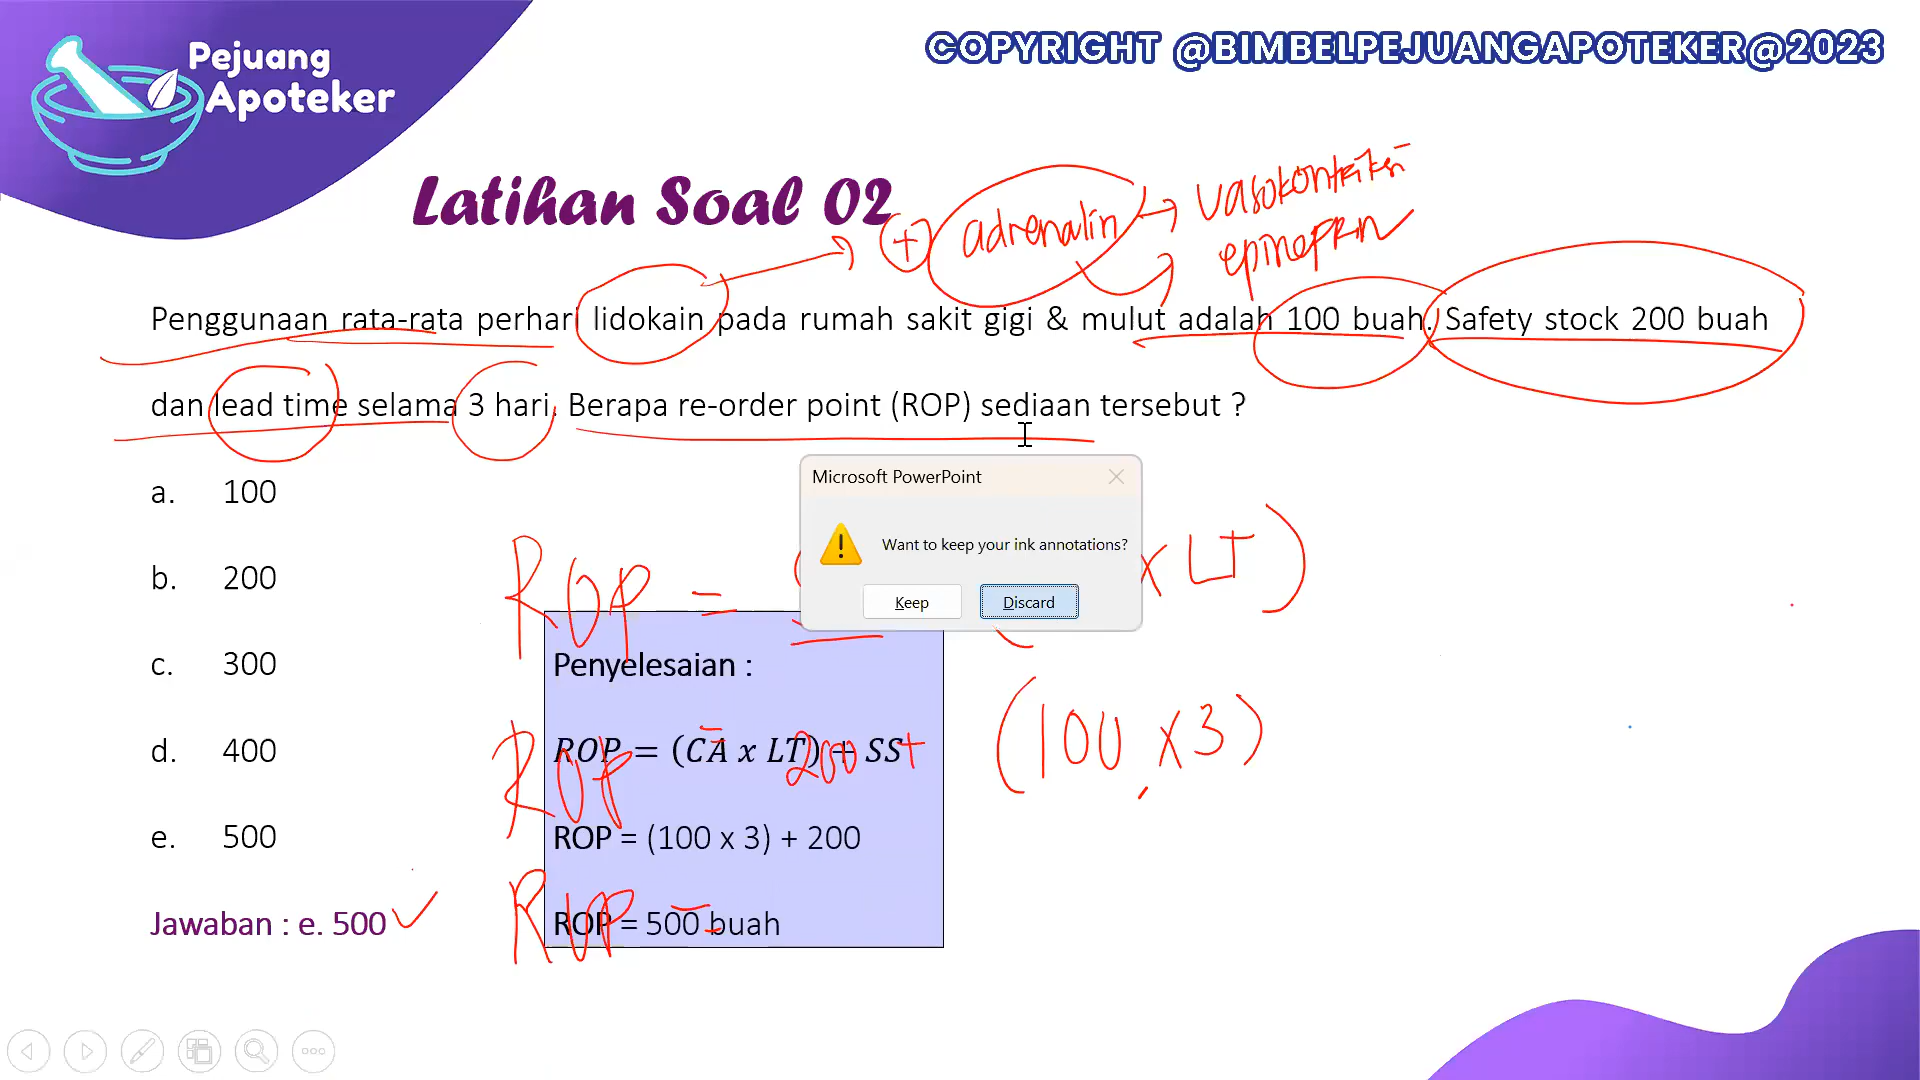 Pejuang
Apoteker
COPYRIGHT @BIMBELPEJUANGAPOTEKER@2023
Latihan Soal 02
+ adrenalin → vasokontriksi
epineprin
Penggunaan rata-rata perhari lidokain pada rumah sakit gigi & mulut adalah 100 buah. Safety stock 200 buah
dan lead time selama 3 hari. Berapa re-order point (ROP) sediaan tersebut ?
a. 100
b. 200
c. 300
d. 400
e. 500
Jawaban : e. 500
Microsoft PowerPoint
Want to keep your ink annotations?
Keep
Discard
ROP = x LT)
Penyelesaian :
ROP = (CA x LT) + SS
ROP = 200 + (100 x 3)
ROP = (100 x 3) + 200
ROP =
ROP = 500 buah